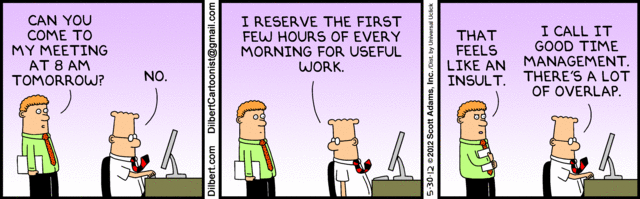 CAN YOU
COME TO
MY MEETING
AT 8 AM
TOMORROW?
NO.
Dilbert.com DilbertCartoonist@gmail.com
I RESERVE THE FIRST
FEW HOURS OF EVERY
MORNING FOR USEFUL
WORK.
5-30-12 ©2012 Scott Adams, Inc. /Dist. by Universal Uclick
THAT
FEELS
LIKE AN
INSULT.
I CALL IT
GOOD TIME
MANAGEMENT.
THERE'S A LOT
OF OVERLAP.